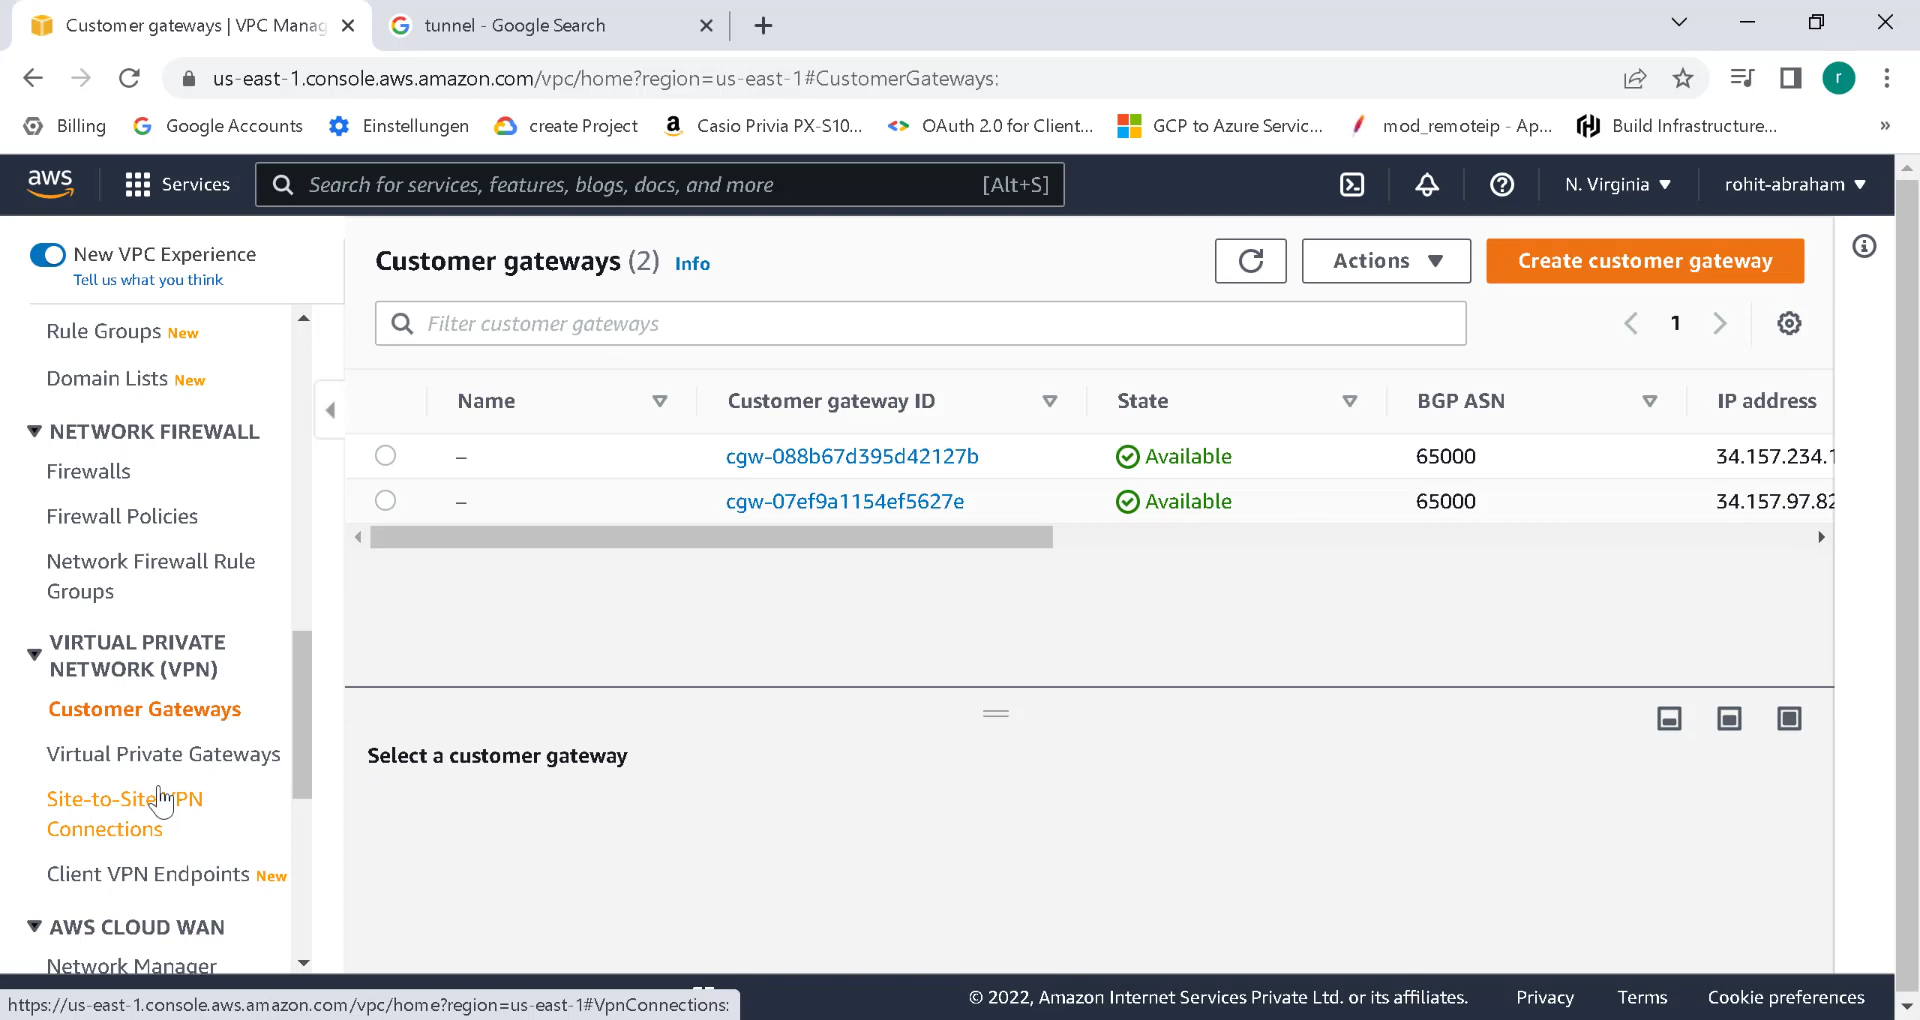 Customer gateways | VPC Manag
tunnel - Google Search
us-east-1.console.aws.amazon.com/vpc/home?region=us-east-1#CustomerGateways:
r
Billing
Google Accounts
Einstellungen
create Project
Casio Privia PX-S10...
OAuth 2.0 for Client...
GCP to Azure Servic...
mod_remoteip - Ap...
Build Infrastructure...
»
aws
Services
Search for services, features, blogs, docs, and more
[Alt+S]
N. Virginia
rohit-abraham
New VPC Experience
Tell us what you think
Rule Groups New
Domain Lists New
NETWORK FIREWALL
Firewalls
Firewall Policies
Network Firewall Rule
Groups
VIRTUAL PRIVATE
NETWORK (VPN)
Customer Gateways
Virtual Private Gateways
Site-to-Site VPN
Connections
Client VPN Endpoints New
AWS CLOUD WAN
Network Manager
Customer gateways (2) Info
Actions
Create customer gateway
Filter customer gateways
1
Name
Customer gateway ID
State
BGP ASN
IP address
– cgw-088b67d395d42127b Available 65000 34.157.234.1
– cgw-07ef9a1154ef5627e Available 65000 34.157.97.82
Select a customer gateway
https://us-east-1.console.aws.amazon.com/vpc/home?region=us-east-1#VpnConnections:
© 2022, Amazon Internet Services Private Ltd. or its affiliates.
Privacy
Terms
Cookie preferences